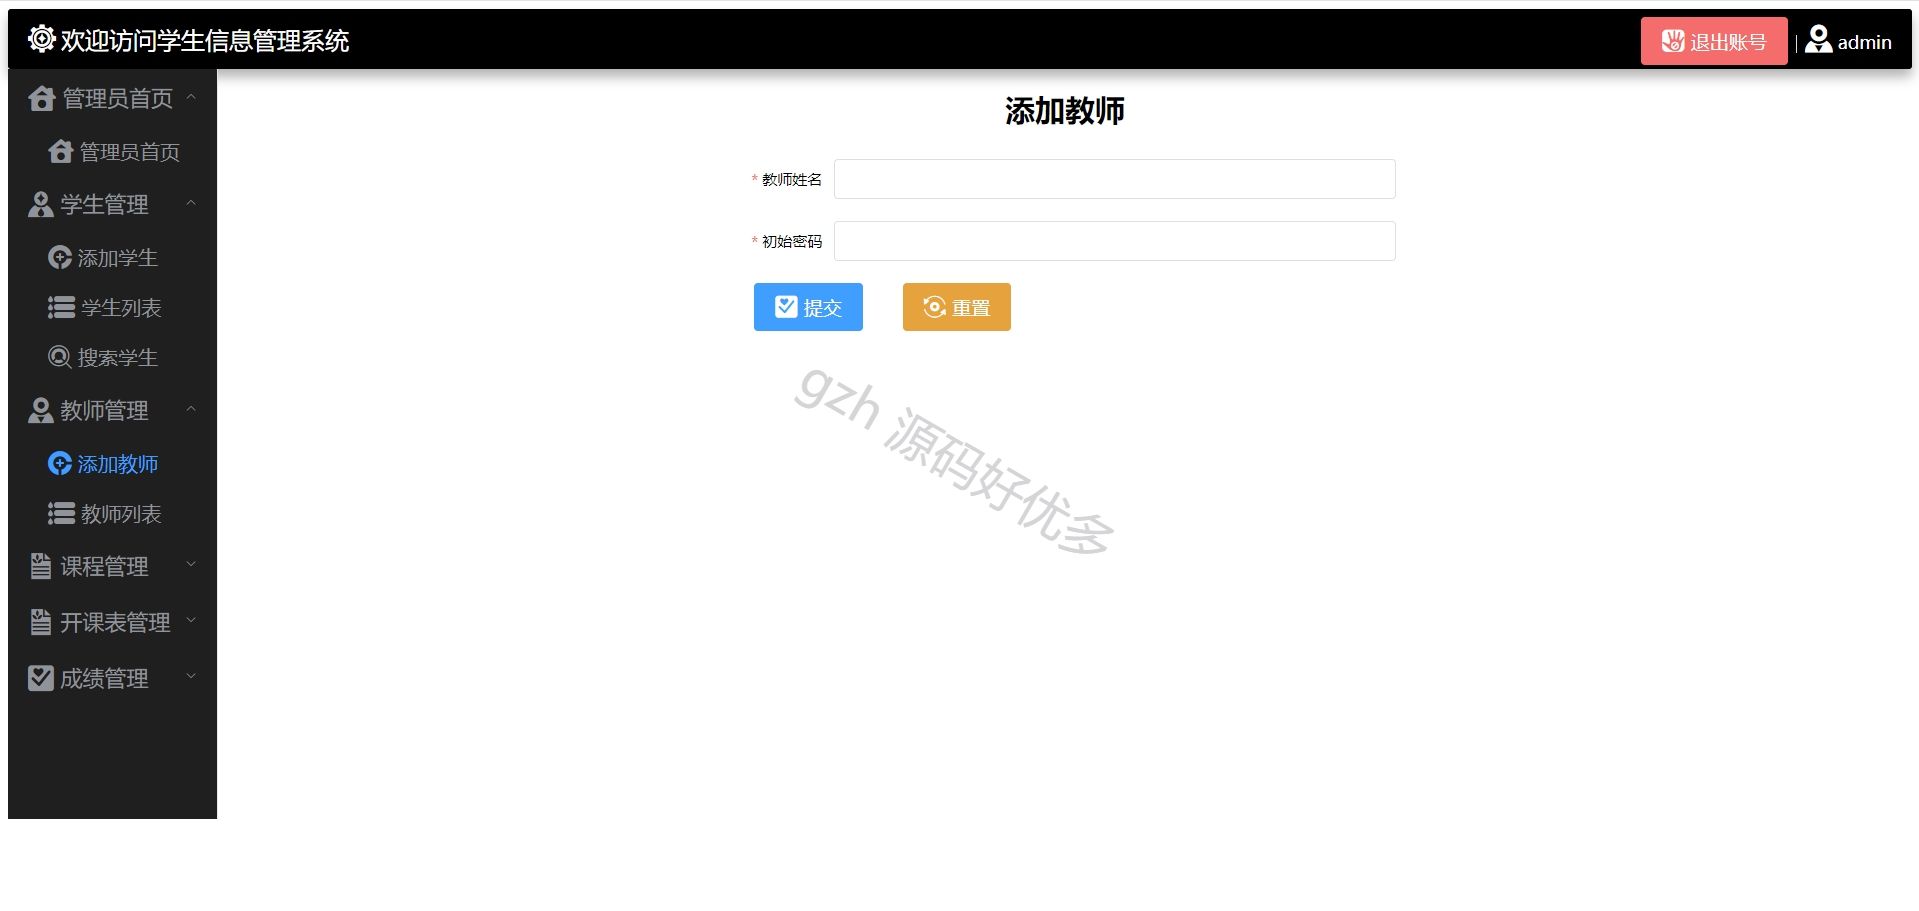 欢迎访问学生信息管理系统
退出账号 | admin
管理员首页
管理员首页
学生管理
添加学生
学生列表
搜索学生
教师管理
添加教师
教师列表
课程管理
开课表管理
成绩管理
添加教师
* 教师姓名
* 初始密码
提交
重置
gzh 源码好优多